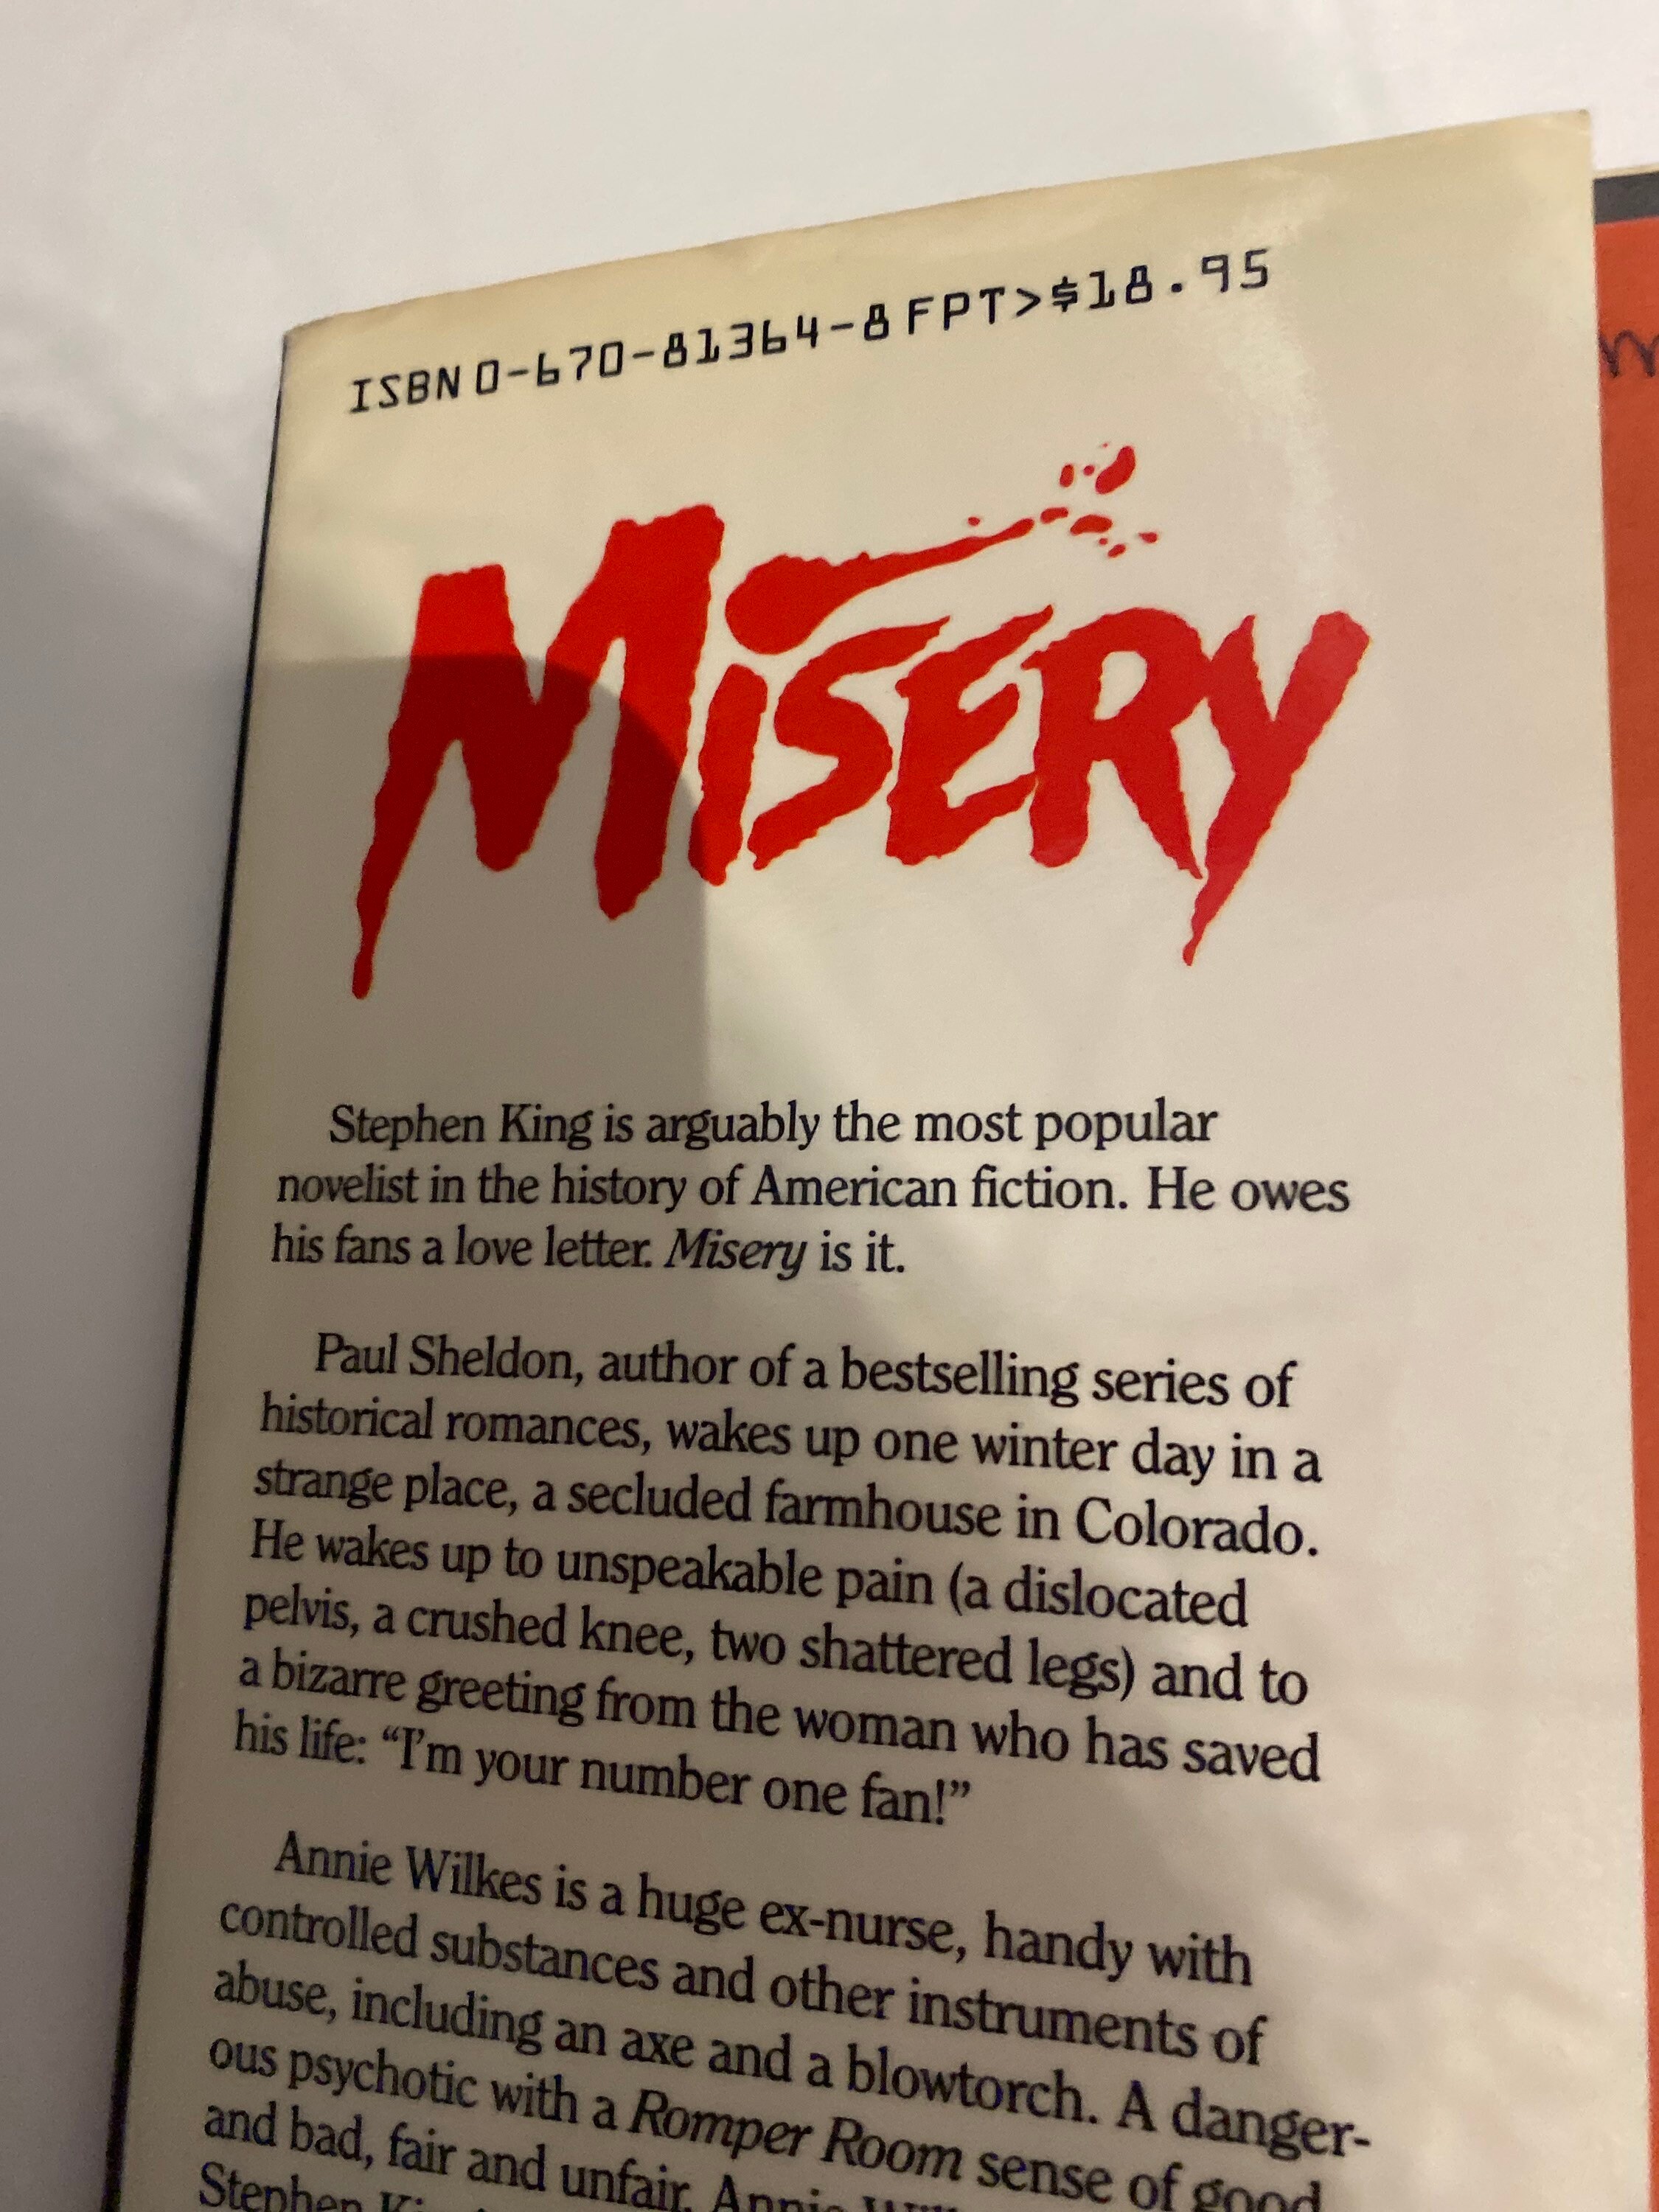 ISBN 0-670-81364-8 FPT>$18.95
MISERY
Stephen King is arguably the most popular
novelist in the history of American fiction. He owes
his fans a love letter. Misery is it.
Paul Sheldon, author of a bestselling series of
historical romances, wakes up one winter day in a
strange place, a secluded farmhouse in Colorado.
He wakes up to unspeakable pain (a dislocated
pelvis, a crushed knee, two shattered legs) and to
a bizarre greeting from the woman who has saved
his life: “I’m your number one fan!”
Annie Wilkes is a huge ex-nurse, handy with
controlled substances and other instruments of
abuse, including an axe and a blowtorch. A danger-
ous psychotic with a Romper Room sense of good
and bad, fair and unfair, Annie
Stephen